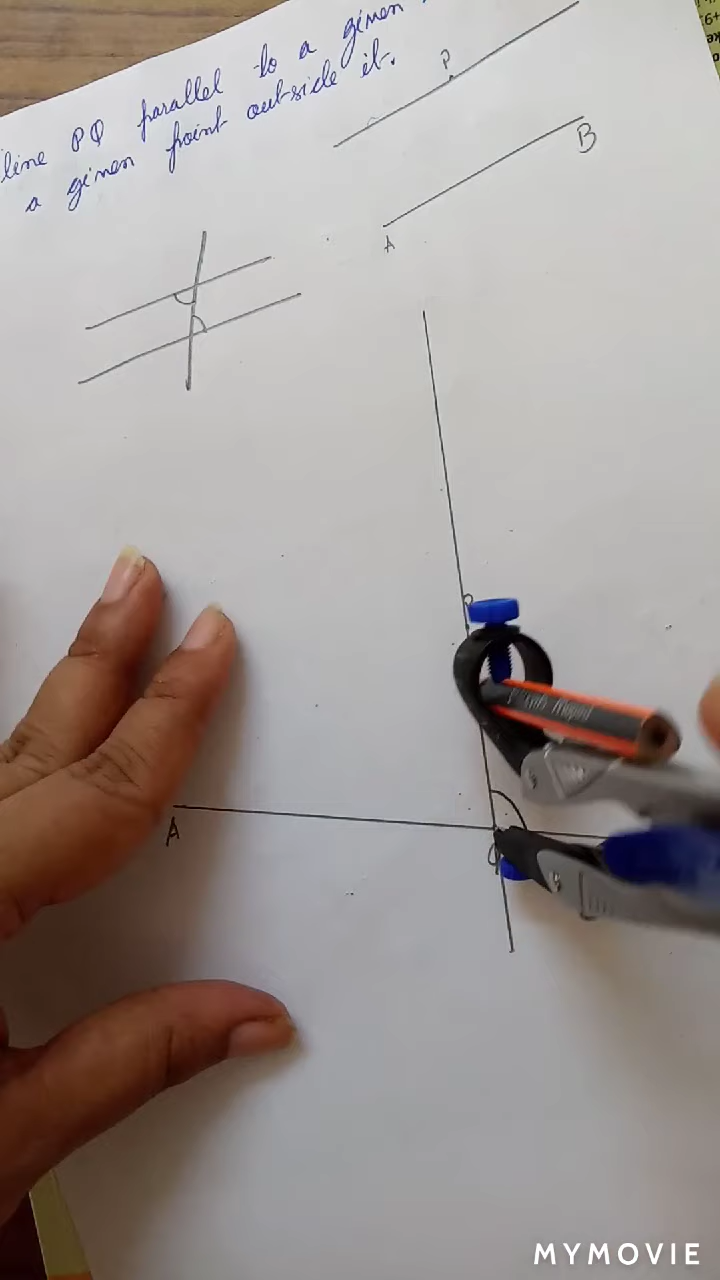 line PQ parallel to a given
a given point outside it.
P
B
A
P
A
Q
MYMOVIE